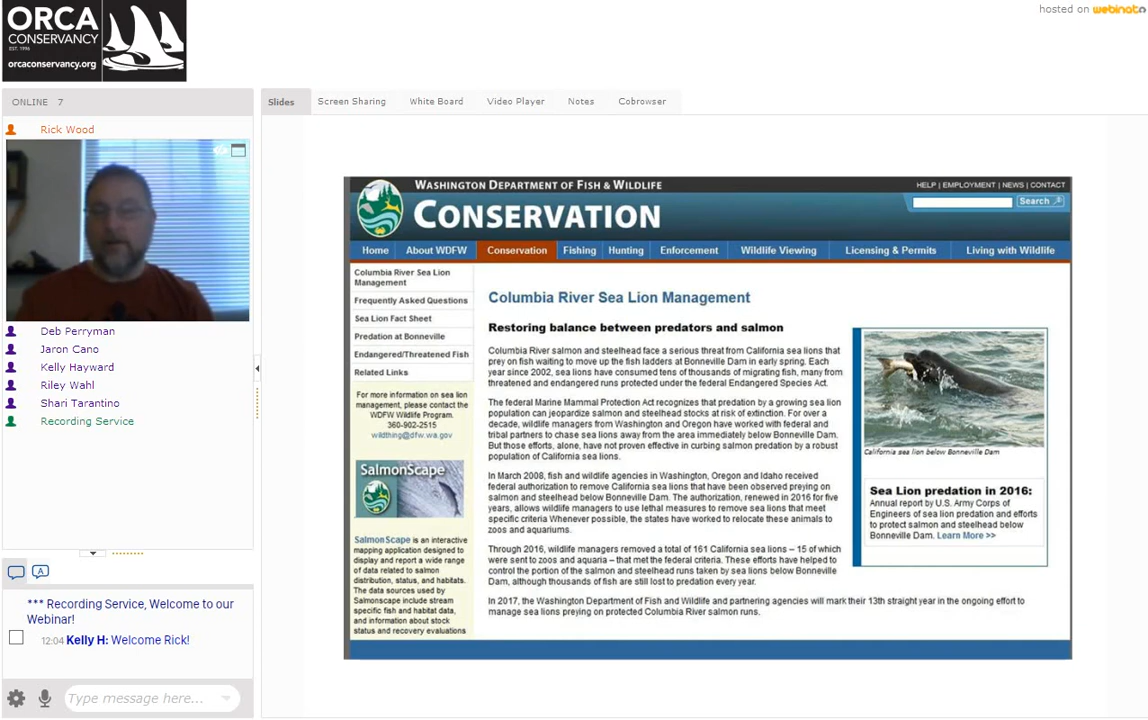 ORCA
CONSERVANCY
EST. 1996
orcaconservancy.org
hosted on webinato
ONLINE 7
Rick Wood
Deb Perryman
Jaron Cano
Kelly Hayward
Riley Wahl
Shari Tarantino
Recording Service
*** Recording Service, Welcome to our
Webinar!
12:04 Kelly H: Welcome Rick!
Type message here...
Slides
Screen Sharing
White Board
Video Player
Notes
Cobrowser
WASHINGTON DEPARTMENT OF FISH & WILDLIFE
HELP | EMPLOYMENT | NEWS | CONTACT
CONSERVATION
Search
Home
About WDFW
Conservation
Fishing
Hunting
Enforcement
Wildlife Viewing
Licensing & Permits
Living with Wildlife
Columbia River Sea Lion
Management
Frequently Asked Questions
Sea Lion Fact Sheet
Predation at Bonneville
Endangered/Threatened Fish
Related Links
For more information on sea lion
management, please contact the
WDFW Wildlife Program.
360-902-2515
wildthing@dfw.wa.gov
SalmonScape
SalmonScape is an interactive
mapping application designed to
display and report a wide range
of data related to salmon
distribution, status, and habitats.
The data sources used by
Salmonscape include stream
specific fish and habitat data,
and information about stock
status and recovery evaluations
Columbia River Sea Lion Management
Restoring balance between predators and salmon
Columbia River salmon and steelhead face a serious threat from California sea lions that
prey on fish waiting to move up the fish ladders at Bonneville Dam in early spring. Each
year since 2002, sea lions have consumed tens of thousands of migrating fish, many from
threatened and endangered runs protected under the federal Endangered Species Act.
The federal Marine Mammal Protection Act recognizes that predation by a growing sea lion
population can jeopardize salmon and steelhead stocks at risk of extinction. For over a
decade, wildlife managers from Washington and Oregon have worked with federal and
tribal partners to chase sea lions away from the area immediately below Bonneville Dam.
But those efforts, alone, have not proven effective in curbing salmon predation by a robust
population of California sea lions.
In March 2008, fish and wildlife agencies in Washington, Oregon and Idaho received
federal authorization to remove California sea lions that have been observed preying on
salmon and steelhead below Bonneville Dam. The authorization, renewed in 2016 for five
years, allows wildlife managers to use lethal measures to remove sea lions that meet
specific criteria Whenever possible, the states have worked to relocate these animals to
zoos and aquariums.
Through 2016, wildlife managers removed a total of 161 California sea lions – 15 of which
were sent to zoos and aquaria – that met the federal criteria. These efforts have helped to
control the portion of the salmon and steelhead runs taken by sea lions below Bonneville
Dam, although thousands of fish are still lost to predation every year.
In 2017, the Washington Department of Fish and Wildlife and partnering agencies will mark their 13th straight year in the ongoing effort to
manage sea lions preying on protected Columbia River salmon runs.
California sea lion below Bonneville Dam
Sea Lion predation in 2016:
Annual report by U.S. Army Corps of
Engineers of sea lion predation and efforts
to protect salmon and steelhead below
Bonneville Dam. Learn More >>